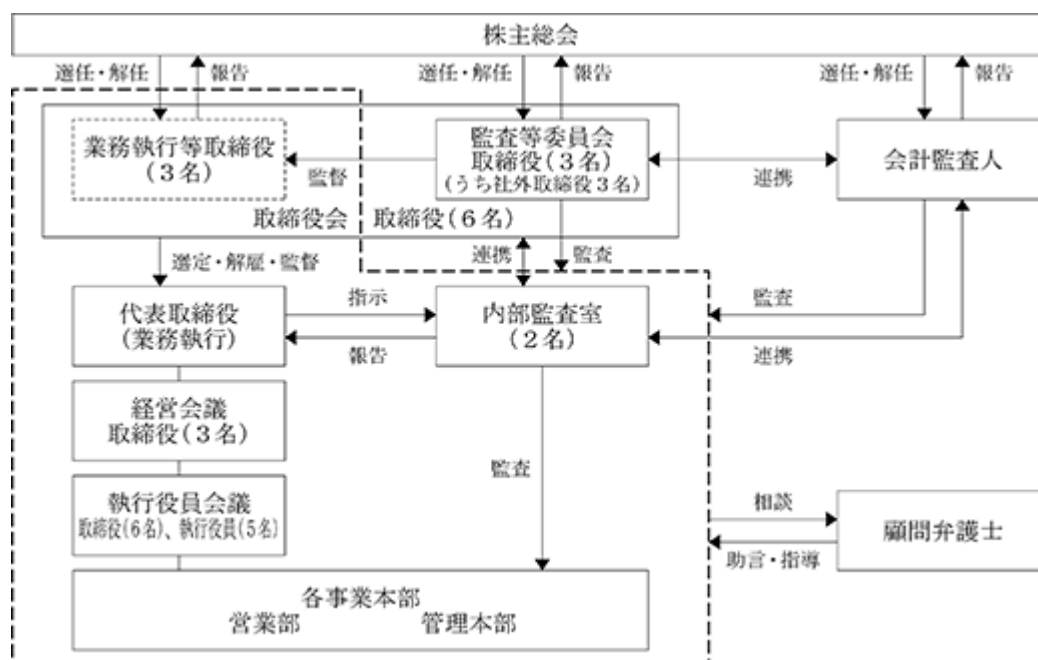 株主総会
選任・解任
報告
選任・解任
報告
選任・解任
報告
業務執行等取締役
(3名)
監督
監査等委員会
取締役(3名)
(うち社外取締役3名)
連携
会計監査人
取締役会
取締役(6名)
選定・解雇・監督
連携
監査
代表取締役
(業務執行)
指示
報告
内部監査室
(2名)
監査
連携
経営会議
取締役(3名)
監査
執行役員会議
取締役(6名)、執行役員(5名)
相談
助言・指導
顧問弁護士
各事業本部
営業部
管理本部